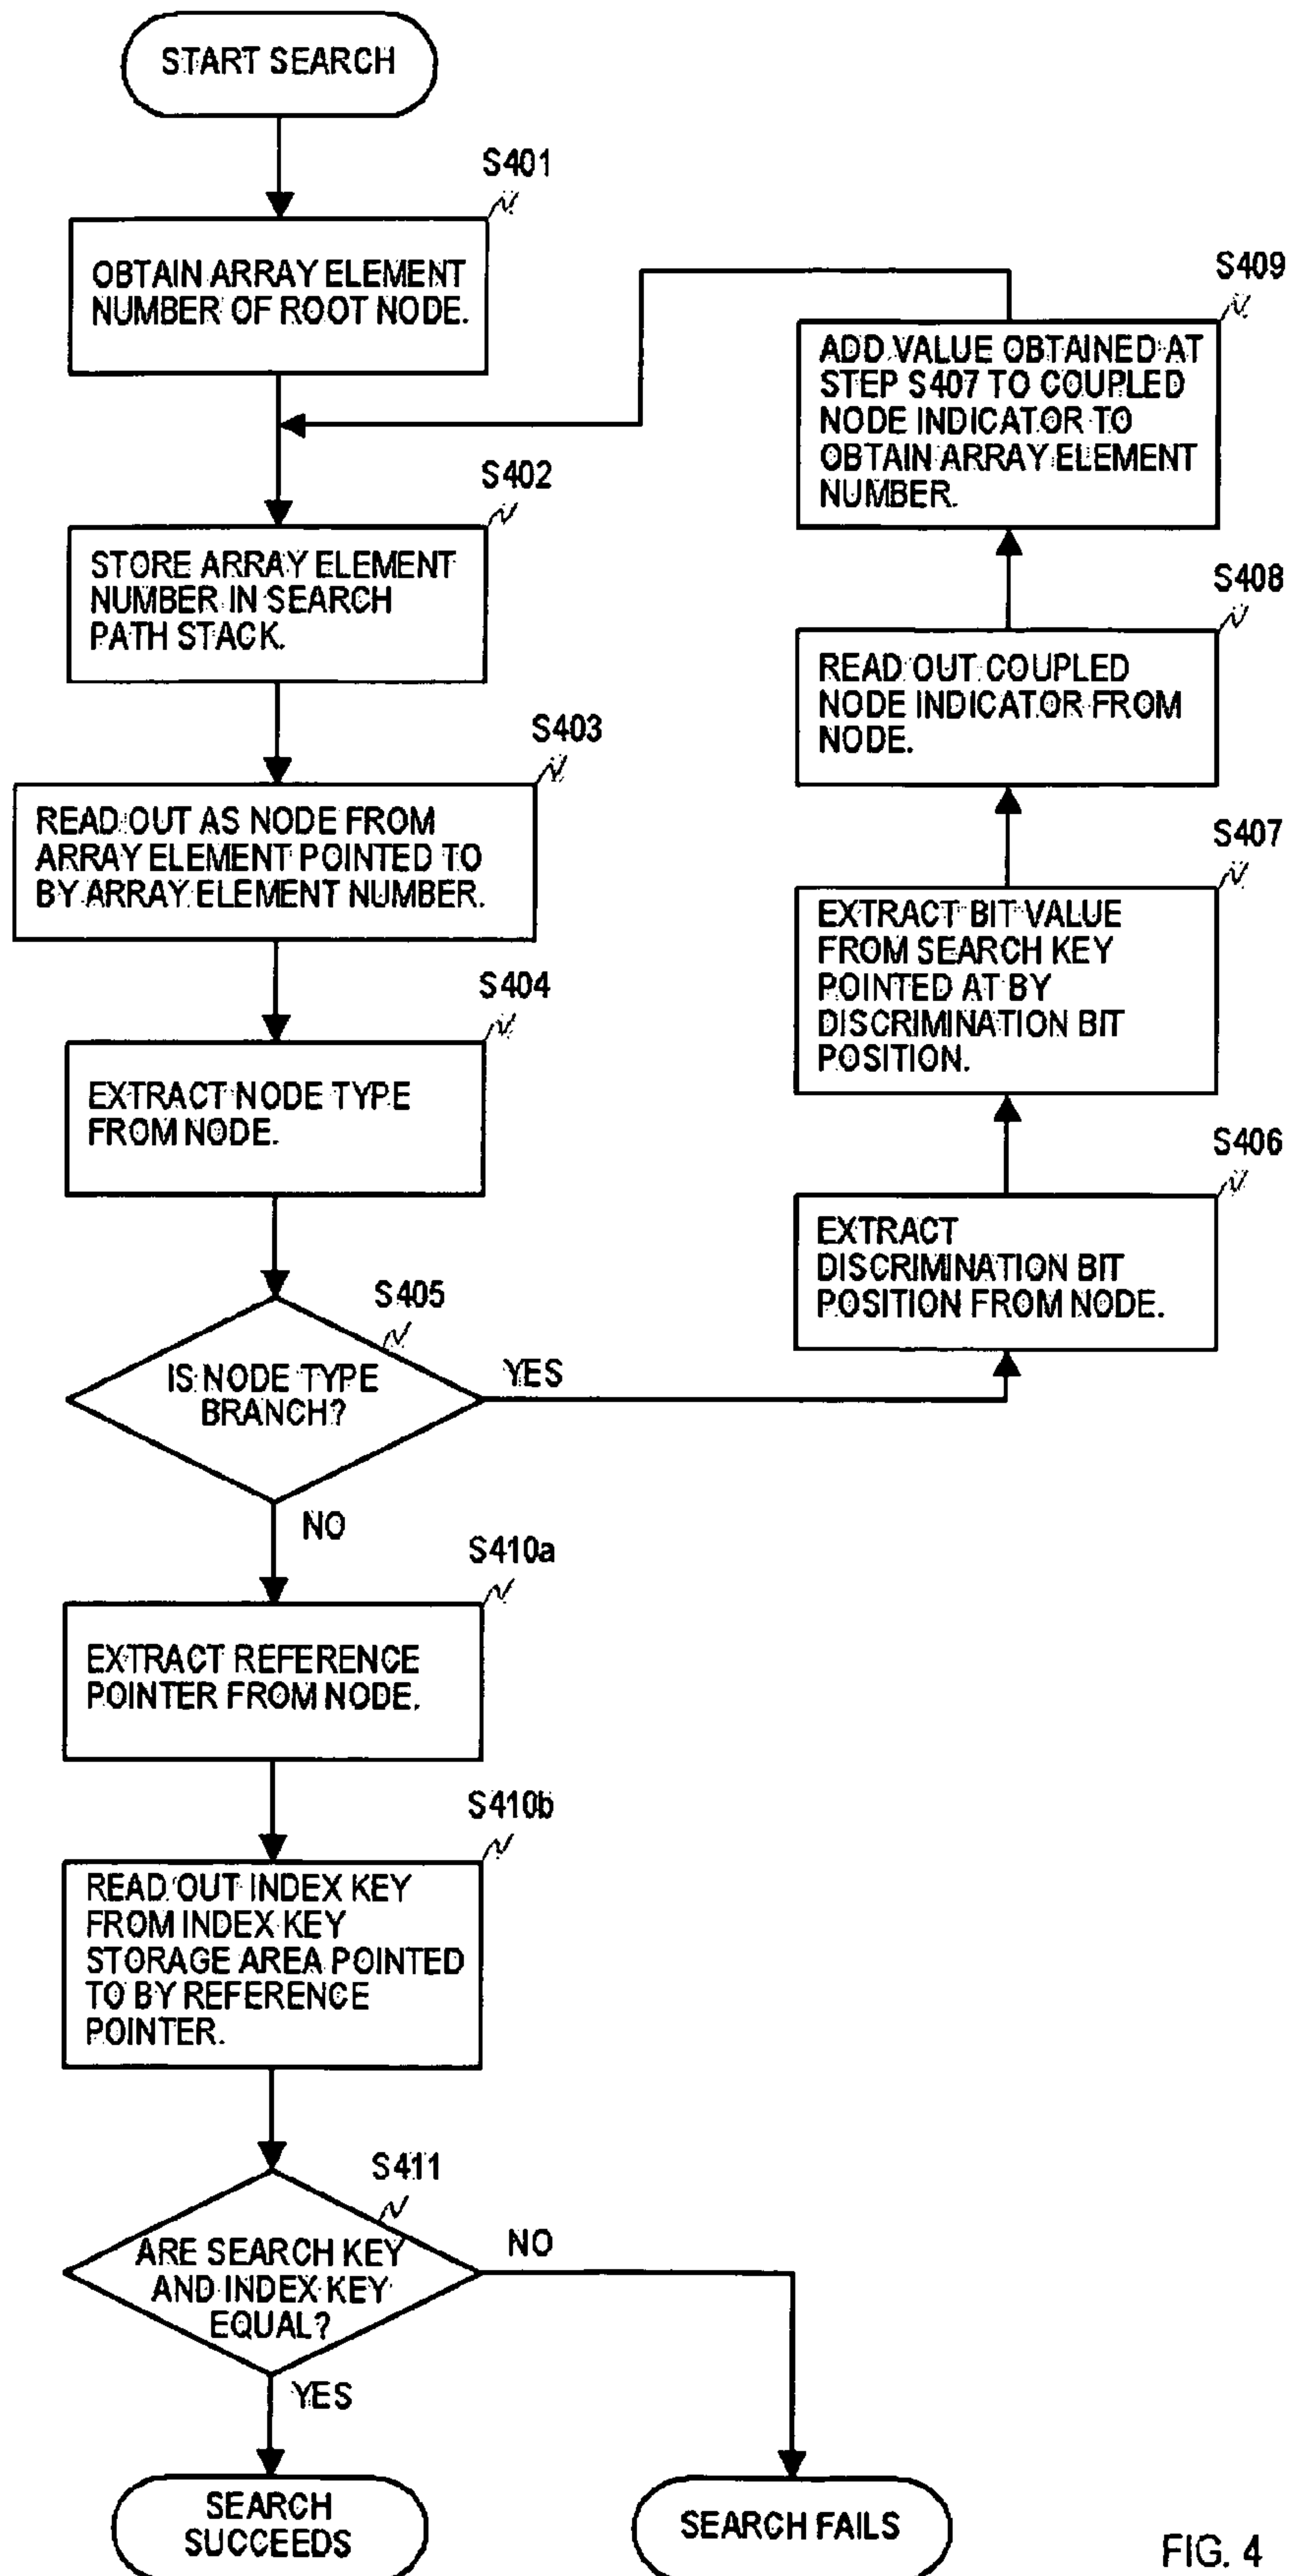 START SEARCH
S401
OBTAIN ARRAY ELEMENT
NUMBER OF ROOT NODE.
S402
STORE ARRAY ELEMENT
NUMBER IN SEARCH
PATH STACK.
S403
READ OUT AS NODE FROM
ARRAY ELEMENT POINTED TO
BY ARRAY ELEMENT NUMBER.
S404
EXTRACT NODE TYPE
FROM NODE.
S405
IS NODE TYPE
BRANCH?
YES
NO
S409
ADD VALUE OBTAINED AT
STEP S407 TO COUPLED
NODE INDICATOR TO
OBTAIN ARRAY ELEMENT
NUMBER.
S408
READ OUT COUPLED
NODE INDICATOR FROM
NODE.
S407
EXTRACT BIT VALUE
FROM SEARCH KEY
POINTED AT BY
DISCRIMINATION BIT
POSITION.
S406
EXTRACT
DISCRIMINATION BIT
POSITION FROM NODE.
S410a
EXTRACT REFERENCE
POINTER FROM NODE.
S410b
READ OUT INDEX KEY
FROM INDEX KEY
STORAGE AREA POINTED
TO BY REFERENCE
POINTER.
S411
ARE SEARCH KEY
AND INDEX KEY
EQUAL?
NO
YES
SEARCH
SUCCEEDS
SEARCH FAILS
FIG. 4